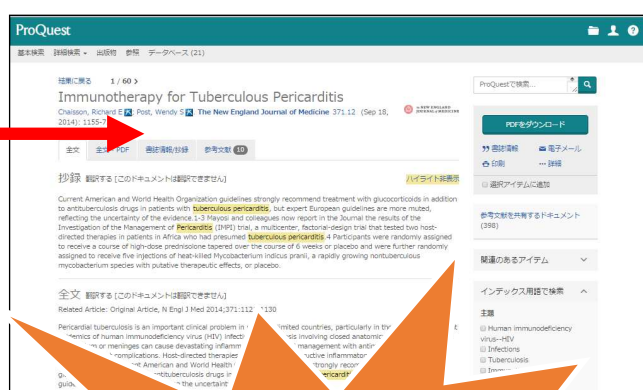 ProQuest
基本検索 詳細検索 出版物 参照 データベース (21)
結果に戻る 1 / 60 >
Immunotherapy for Tuberculous Pericarditis
Chaisson, Richard E; Post, Wendy S. The New England Journal of Medicine 371.12 (Sep 18,
2014): 1155-7.
The NEW ENGLAND
JOURNAL of MEDICINE
全文 全文 - PDF 書誌情報/抄録 参考文献 10
抄録 翻訳する [このドキュメントは翻訳できません] ハイライト非表示
Current American and World Health Organization guidelines strongly recommend treatment with glucocorticoids in addition
to antituberculosis drugs in patients with tuberculous pericarditis, but expert European guidelines are more muted,
reflecting the uncertainty of the evidence.1-3 Mayosi and colleagues now report in the Journal the results of the
Investigation of the Management of Pericarditis (IMPI) trial, a multicenter, factorial-design trial that tested two host-
directed therapies in patients in Africa who had presumed tuberculous pericarditis.4 Participants were randomly assigned
to receive a course of high-dose prednisolone tapered over the course of 6 weeks or placebo and were further randomly
assigned to receive five injections of heat-killed Mycobacterium indicus pranii, a rapidly growing nontuberculous
mycobacterium species with putative therapeutic effects, or placebo.
全文 翻訳する [このドキュメントは翻訳できません]
Related Article: Original Article, N Engl J Med 2014;371:112 1130
Pericardial tuberculosis is an important clinical problem in limited countries, particularly in the
of human immunodeficiency virus (HIV) infecti sis involving closed anatomic
or meninges can cause devastating inflamm management with antimic
complications. Host-directed therapies uctive inflammator
American and World Health strongly recom
ntituberculosis drugs in pericarditi
guide the uncertaint
ProQuestで検索...
PDFをダウンロード
書誌情報 電子メール
印刷 詳細
選択アイテムに追加
参考文献を共有するドキュメント
(398)
関連のあるアイテム
インデックス用語で検索
主題
Human immunodeficiency
virus--HIV
Infections
Tuberculosis